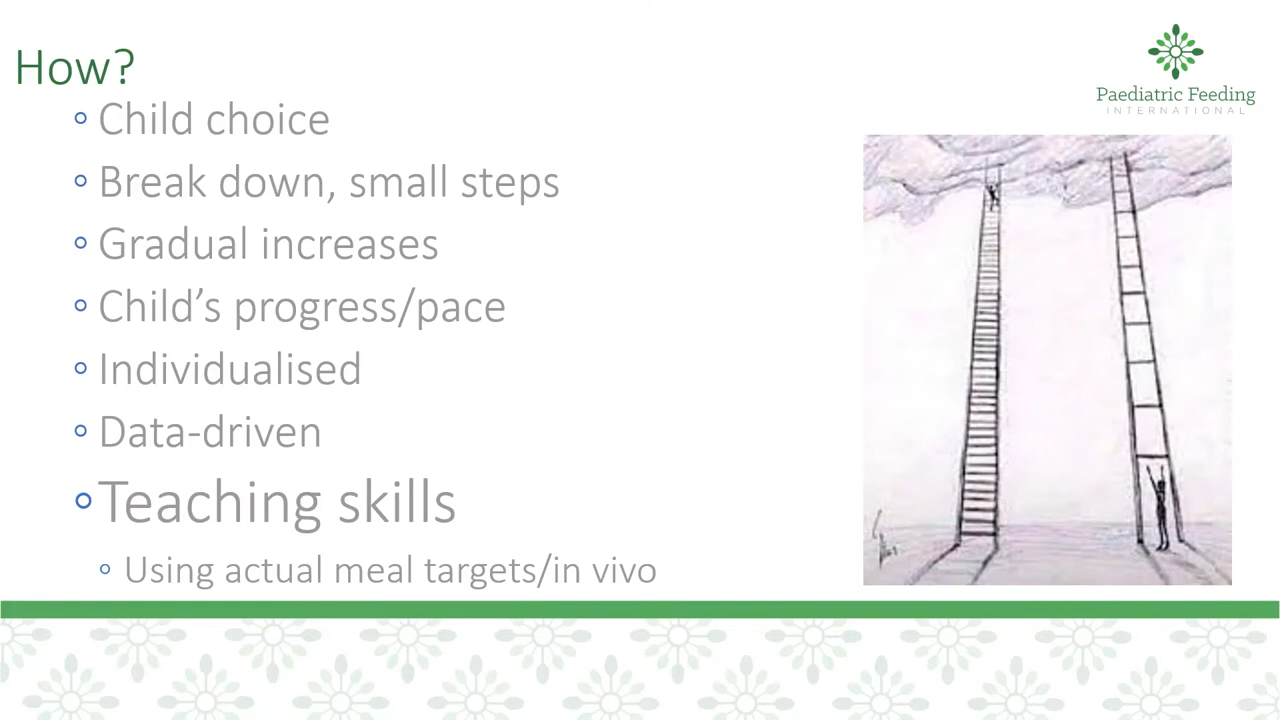 How?
Paediatric Feeding
INTERNATIONAL
Child choice
Break down, small steps
Gradual increases
Child’s progress/pace
Individualised
Data-driven
Teaching skills
Using actual meal targets/in vivo